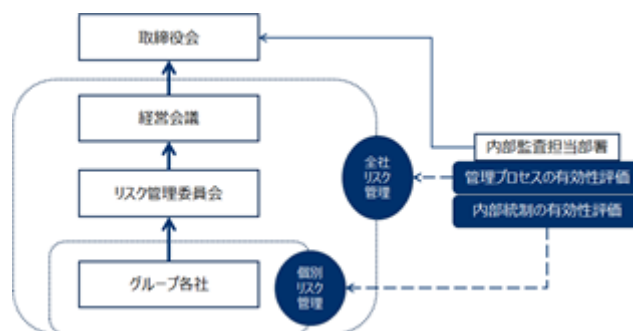 取締役会
経営会議
内部監査担当部署
全社
リスク
管理
管理プロセスの有効性評価
リスク管理委員会
内部統制の有効性評価
グループ各社
個別
リスク
管理